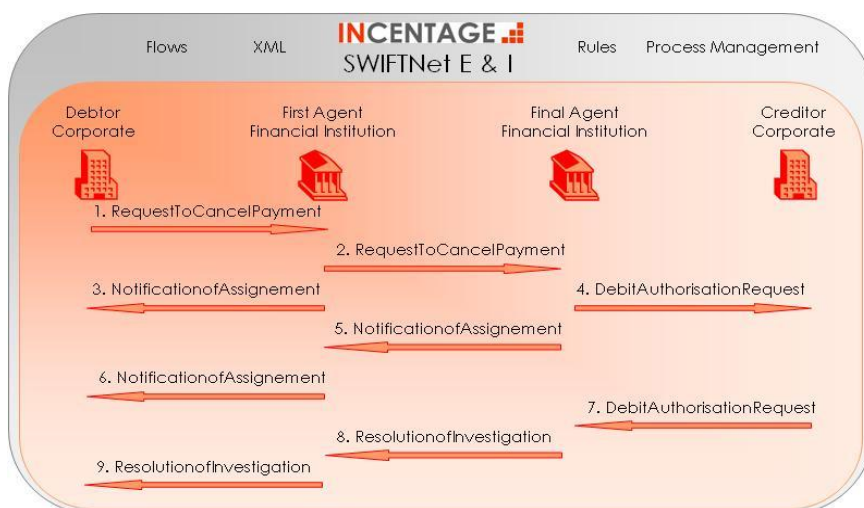 Flows XML INCENTAGE Rules Process Management
SWIFTNet E & I
Debtor First Agent Final Agent Creditor
Corporate Financial Institution Financial Institution Corporate
1. RequestToCancelPayment
2. RequestToCancelPayment
3. NotificationofAssignement 4. DebitAuthorisationRequest
5. NotificationofAssignement
6. NotificationofAssignement
7. DebitAuthorisationRequest
8. ResolutionofInvestigation
9. ResolutionofInvestigation